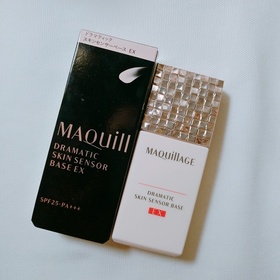 ドラマティック
スキンセンサーベース EX
MAQuill
DRAMATIC
SKIN SENSOR
BASE EX
SPF25・PA+++
MAQuillAGE
DRAMATIC
SKIN SENSOR BASE
EX